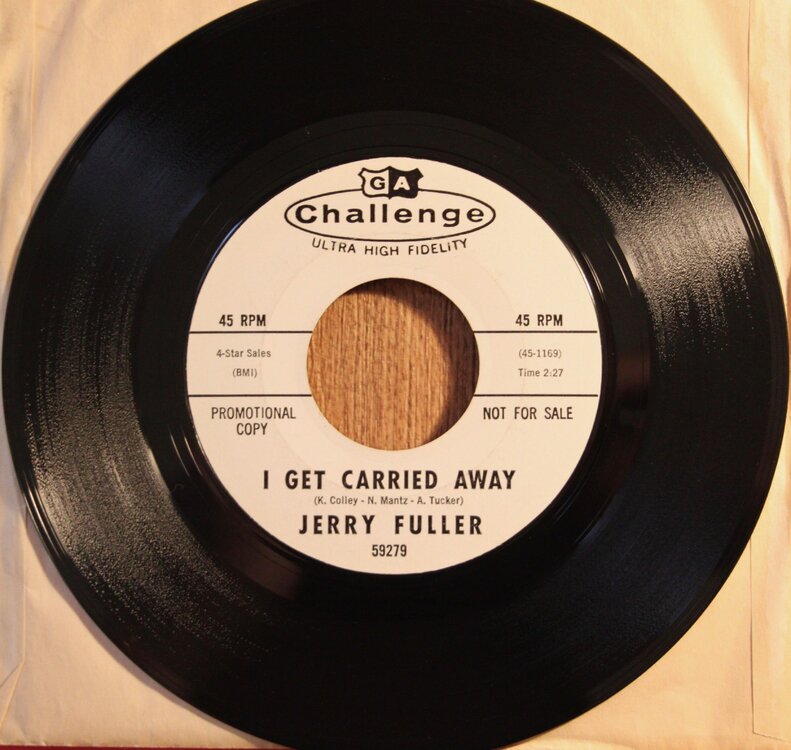 GA
Challenge
ULTRA HIGH FIDELITY
45 RPM
45 RPM
4-Star Sales
(BMI)
(45-1169)
Time 2:27
PROMOTIONAL
COPY
NOT FOR SALE
I GET CARRIED AWAY
(K. Colley - N. Mantz - A. Tucker)
JERRY FULLER
59279